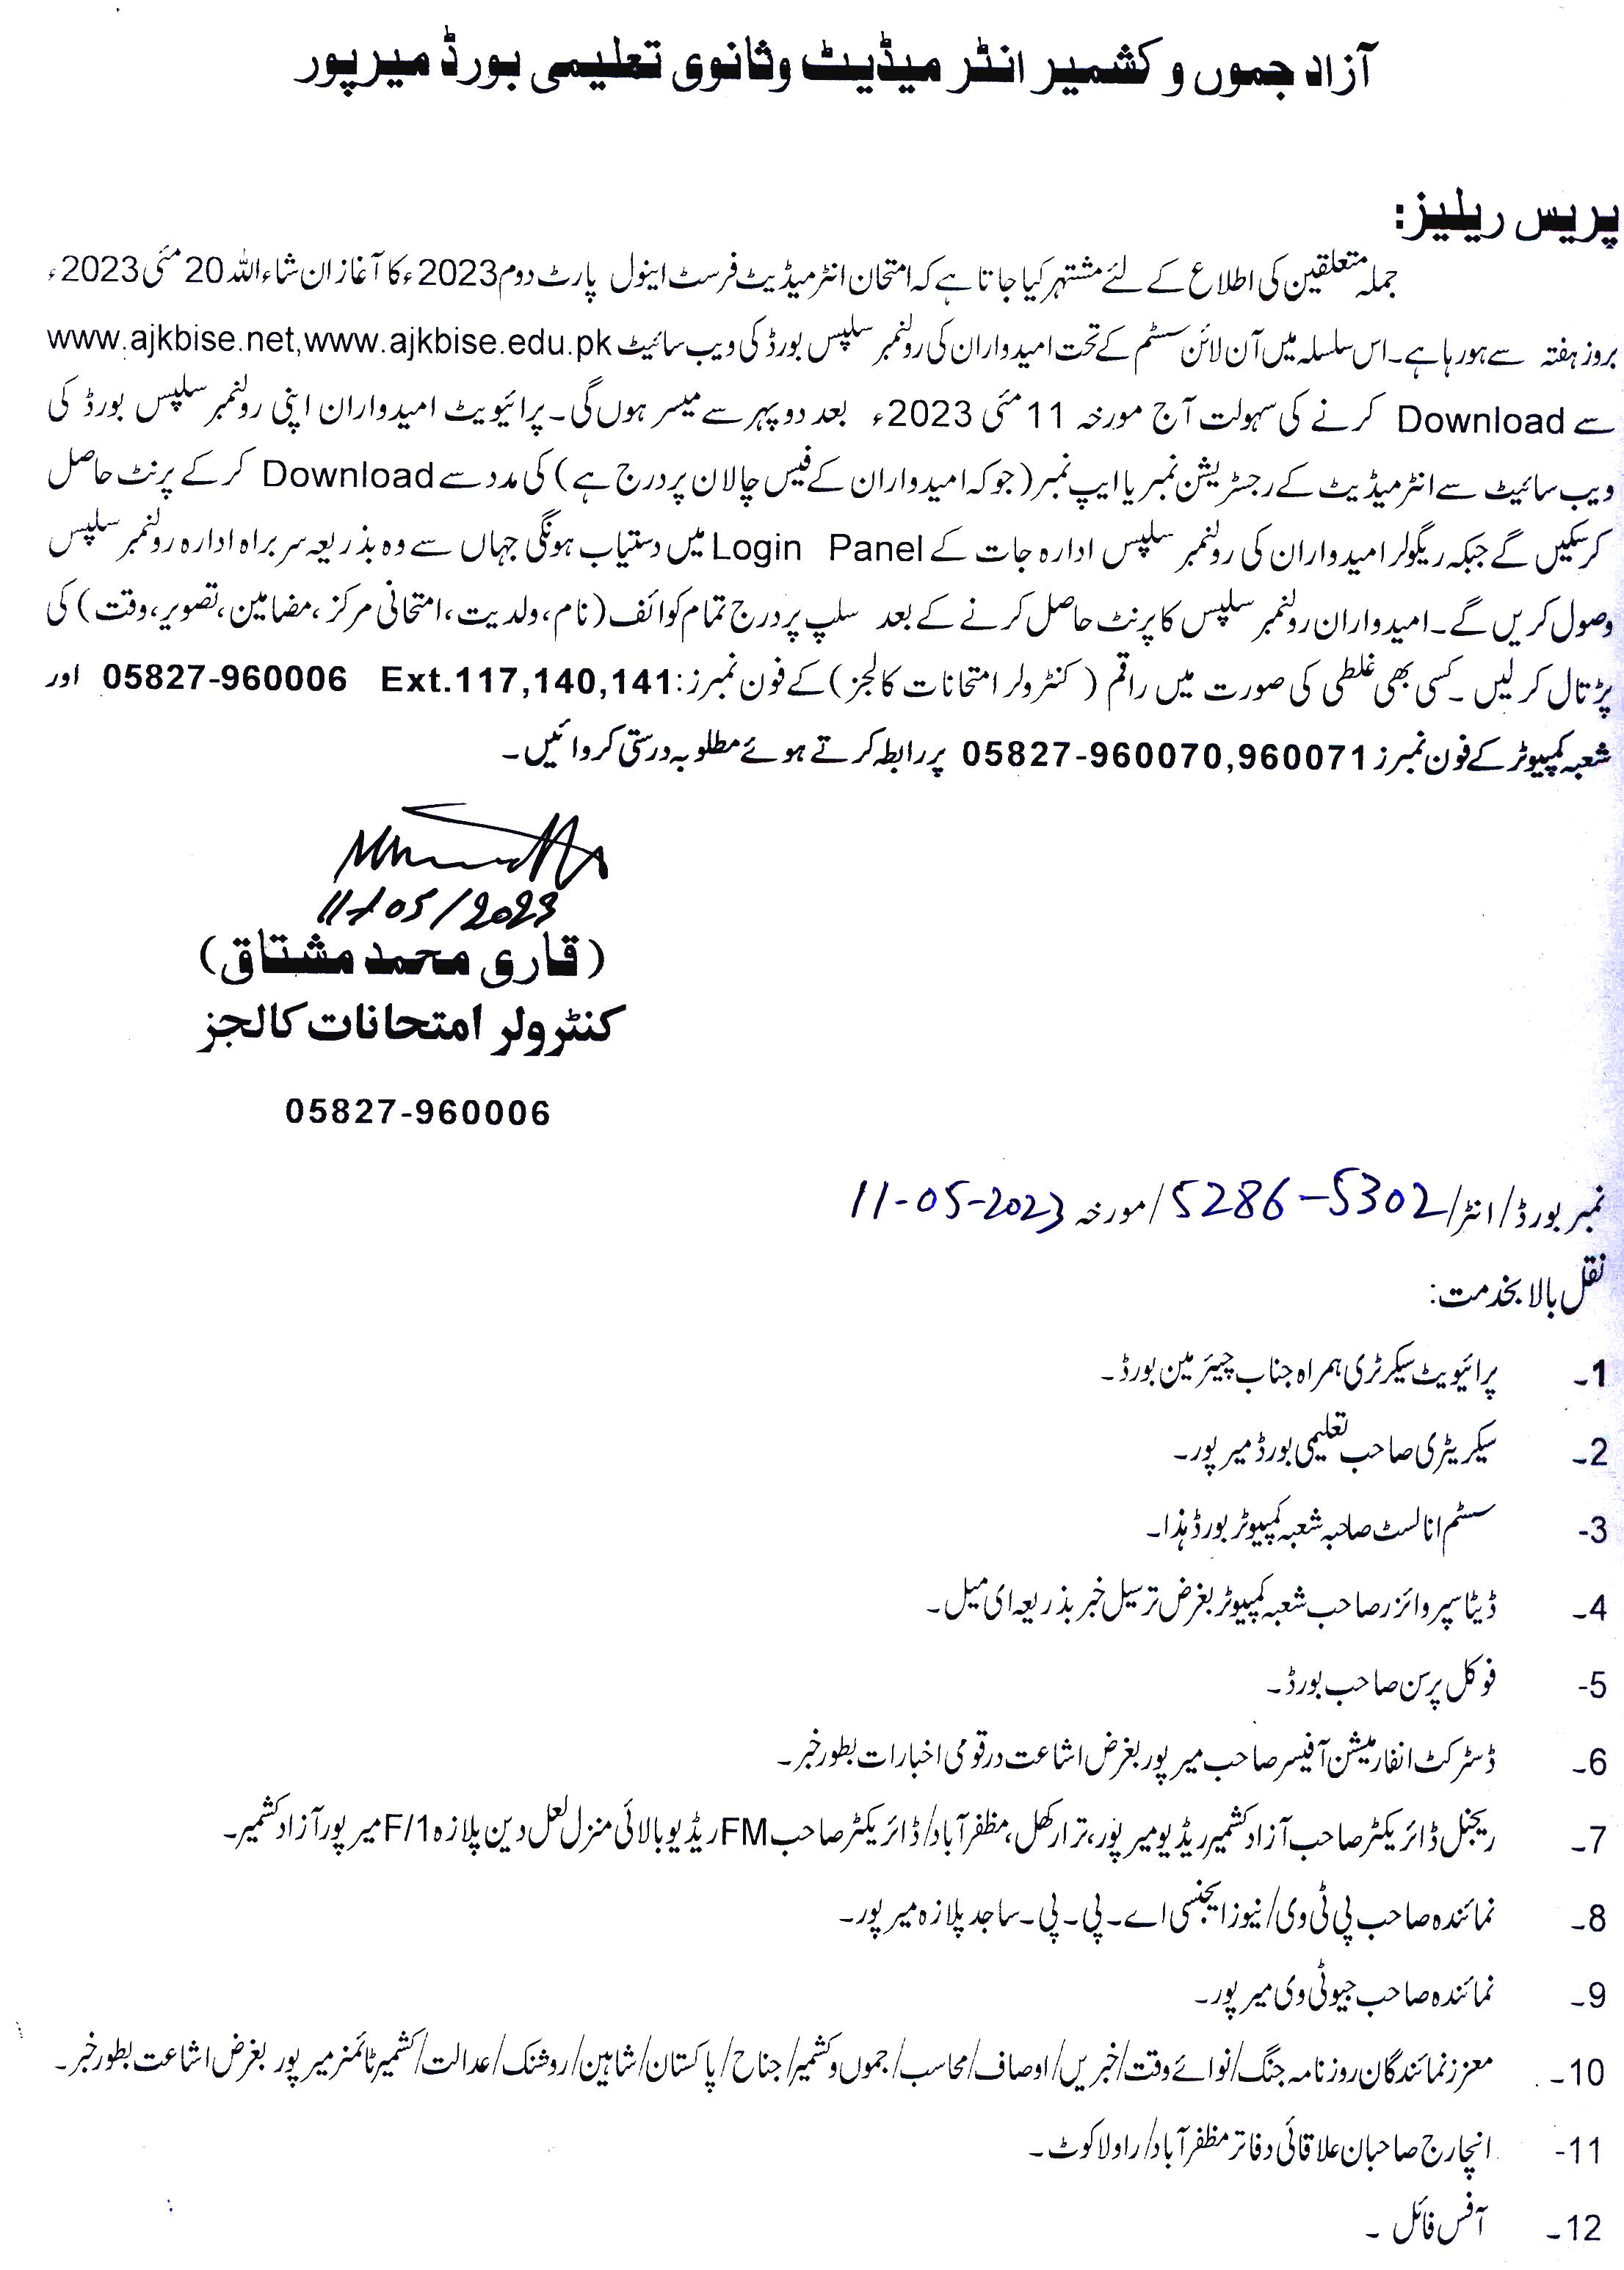 آزاد جموں و کشمیر انٹر میڈیٹ وثانوی تعلیمی بورڈ میرپور
پریس ریلیز:
جملہ متعلقین کی اطلاع کے لئے مشتہر کیا جاتا ہے کہ امتحان انٹرمیڈیٹ فرسٹ اینول پارٹ دوم 2023ء کا آغاز ان شاء اللہ 20 مئی 2023ء
بروز ہفتہ سے ہو رہا ہے۔ اس سلسلہ میں آن لائن سسٹم کے تحت امیدواران کی رولنمبر سلپس بورڈ کی ویب سائیٹ www.ajkbise.net,www.ajkbise.edu.pk
سے Download کرنے کی سہولت آج مورخہ 11 مئی 2023ء بعد دوپہر سے میسر ہوں گی۔ پرائیویٹ امیدواران اپنی رولنمبر سلپس بورڈ کی
ویب سائیٹ سے انٹرمیڈیٹ کے رجسٹریشن نمبر یا ایپ نمبر (جو کہ امیدواران کے فیس چالان پر درج ہے) کی مدد سے Download کر کے پرنٹ حاصل
کر سکیں گے جبکہ ریگولر امیدواران کی رولنمبر سلپس ادارہ جات کے Login Panel میں دستیاب ہونگی جہاں سے وہ بذریعہ سربراہ ادارہ رولنمبر سلپس
وصول کریں گے۔ امیدواران رولنمبر سلپس کا پرنٹ حاصل کرنے کے بعد سلپ پر درج تمام کوائف (نام، ولدیت، امتحانی مرکز، مضامین، تصویر، وقت) کی
پڑتال کر لیں۔ کسی بھی غلطی کی صورت میں راقم (کنٹرولر امتحانات کالجز) کے فون نمبرز: 05827-960006 Ext.117,140,141 اور
شعبہ کمپیوٹر کے فون نمبرز 05827-960070,960071 پر رابطہ کرتے ہوئے مطلوبہ درستی کروائیں۔
11/05/2023
(قاری محمد مشتاق)
کنٹرولر امتحانات کالجز
05827-960006
نمبر بورڈ/انٹر/5286-5302/مورخہ 11-05-2023
نقل بالا بخدمت:
1۔ پرائیویٹ سیکرٹری ہمراہ جناب چیئرمین بورڈ۔
2۔ سیکریٹری صاحب تعلیمی بورڈ میرپور۔
3- سسٹم انالسٹ صاحبہ شعبہ کمپیوٹر بورڈ ہذا۔
4۔ ڈیٹا سپروائزر صاحب شعبہ کمپیوٹر بغرض ترسیل خبر بذریعہ ای میل۔
5- فوکل پرسن صاحب بورڈ۔
6۔ ڈسٹرکٹ انفارمیشن آفیسر صاحب میرپور بغرض اشاعت در قومی اخبارات بطور خبر۔
7۔ ریجنل ڈائریکٹر صاحب آزاد کشمیر ریڈیو میرپور، تراڑکھل، مظفرآباد/ڈائریکٹر صاحب FM ریڈیو بالائی منزل لعل دین پلازہ F/1 میرپور آزاد کشمیر۔
8۔ نمائندہ صاحب پی ٹی وی/نیوز ایجنسی اے۔پی۔پی۔ساجد پلازہ میرپور۔
9۔ نمائندہ صاحب جیو ٹی وی میرپور۔
10۔ معزز نمائندگان روزنامہ جنگ/نوائے وقت/خبریں/اوصاف/محاسب/جموں و کشمیر/جناح/پاکستان/شاہین/روشنک/عدالت/کشمیر ٹائمز میرپور بغرض اشاعت بطور خبر۔
11- انچارج صاحبان علاقائی دفاتر مظفرآباد/راولاکوٹ۔
12۔ آفس فائل ۔